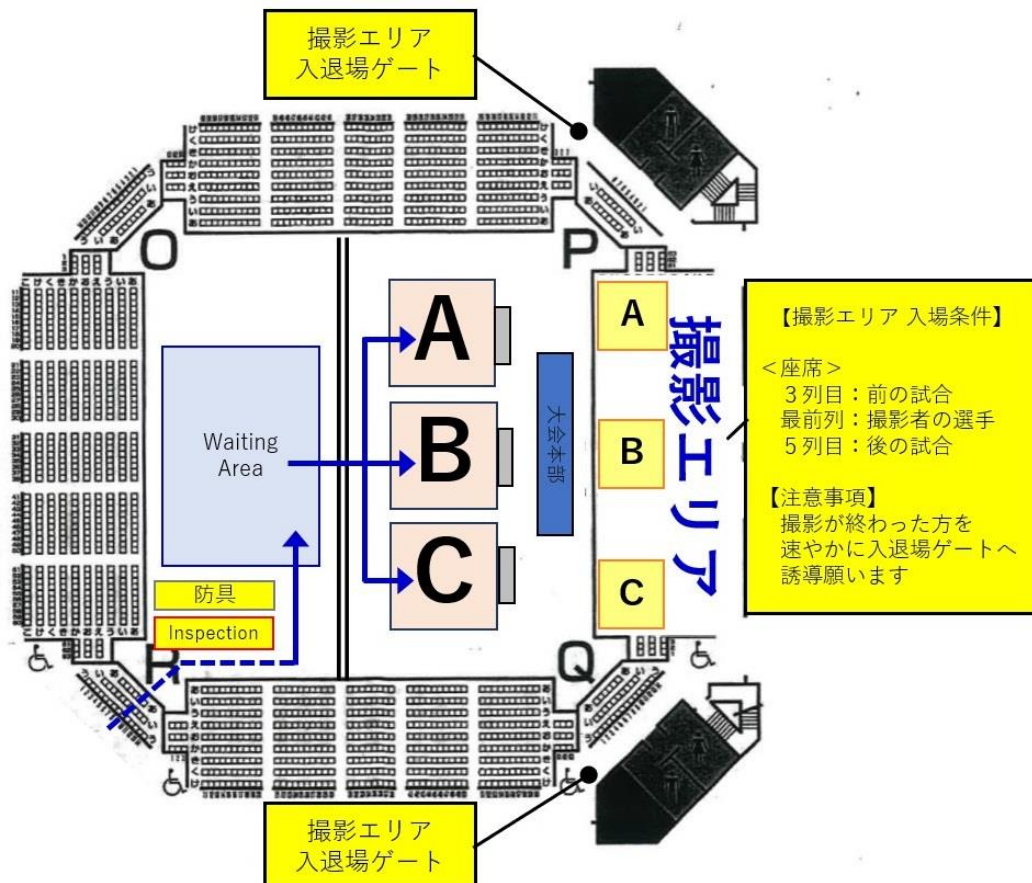 撮影エリア
入退場ゲート
O
P
A
B
C
大会本部
A
B
C
撮影エリア
Waiting
Area
防具
Inspection
R
Q
【撮影エリア 入場条件】
<座席>
3列目：前の試合
最前列：撮影者の選手
5列目：後の試合
【注意事項】
撮影が終わった方を
速やかに入退場ゲートへ
誘導願います
撮影エリア
入退場ゲート